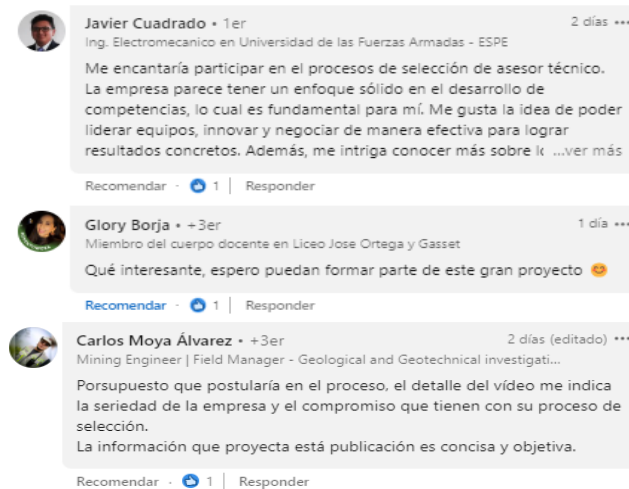 Javier Cuadrado • 1er
2 días •••
Ing. Electromecanico en Universidad de las Fuerzas Armadas - ESPE
Me encantaría participar en el procesos de selección de asesor técnico.
La empresa parece tener un enfoque sólido en el desarrollo de
competencias, lo cual es fundamental para mí. Me gusta la idea de poder
liderar equipos, innovar y negociar de manera efectiva para lograr
resultados concretos. Además, me intriga conocer más sobre ...ver más
Recomendar · 1 | Responder
Glory Borja • +3er
1 día •••
Miembro del cuerpo docente en Liceo Jose Ortega y Gasset
Qué interesante, espero puedan formar parte de este gran proyecto 😊
Recomendar · 1 | Responder
Carlos Moya Álvarez • +3er
2 días (editado) •••
Mining Engineer | Field Manager - Geological and Geotechnical investigati...
Porsupuesto que postularía en el proceso, el detalle del vídeo me indica
la seriedad de la empresa y el compromiso que tienen con su proceso de
selección.
La información que proyecta está publicación es concisa y objetiva.
Recomendar · 1 | Responder